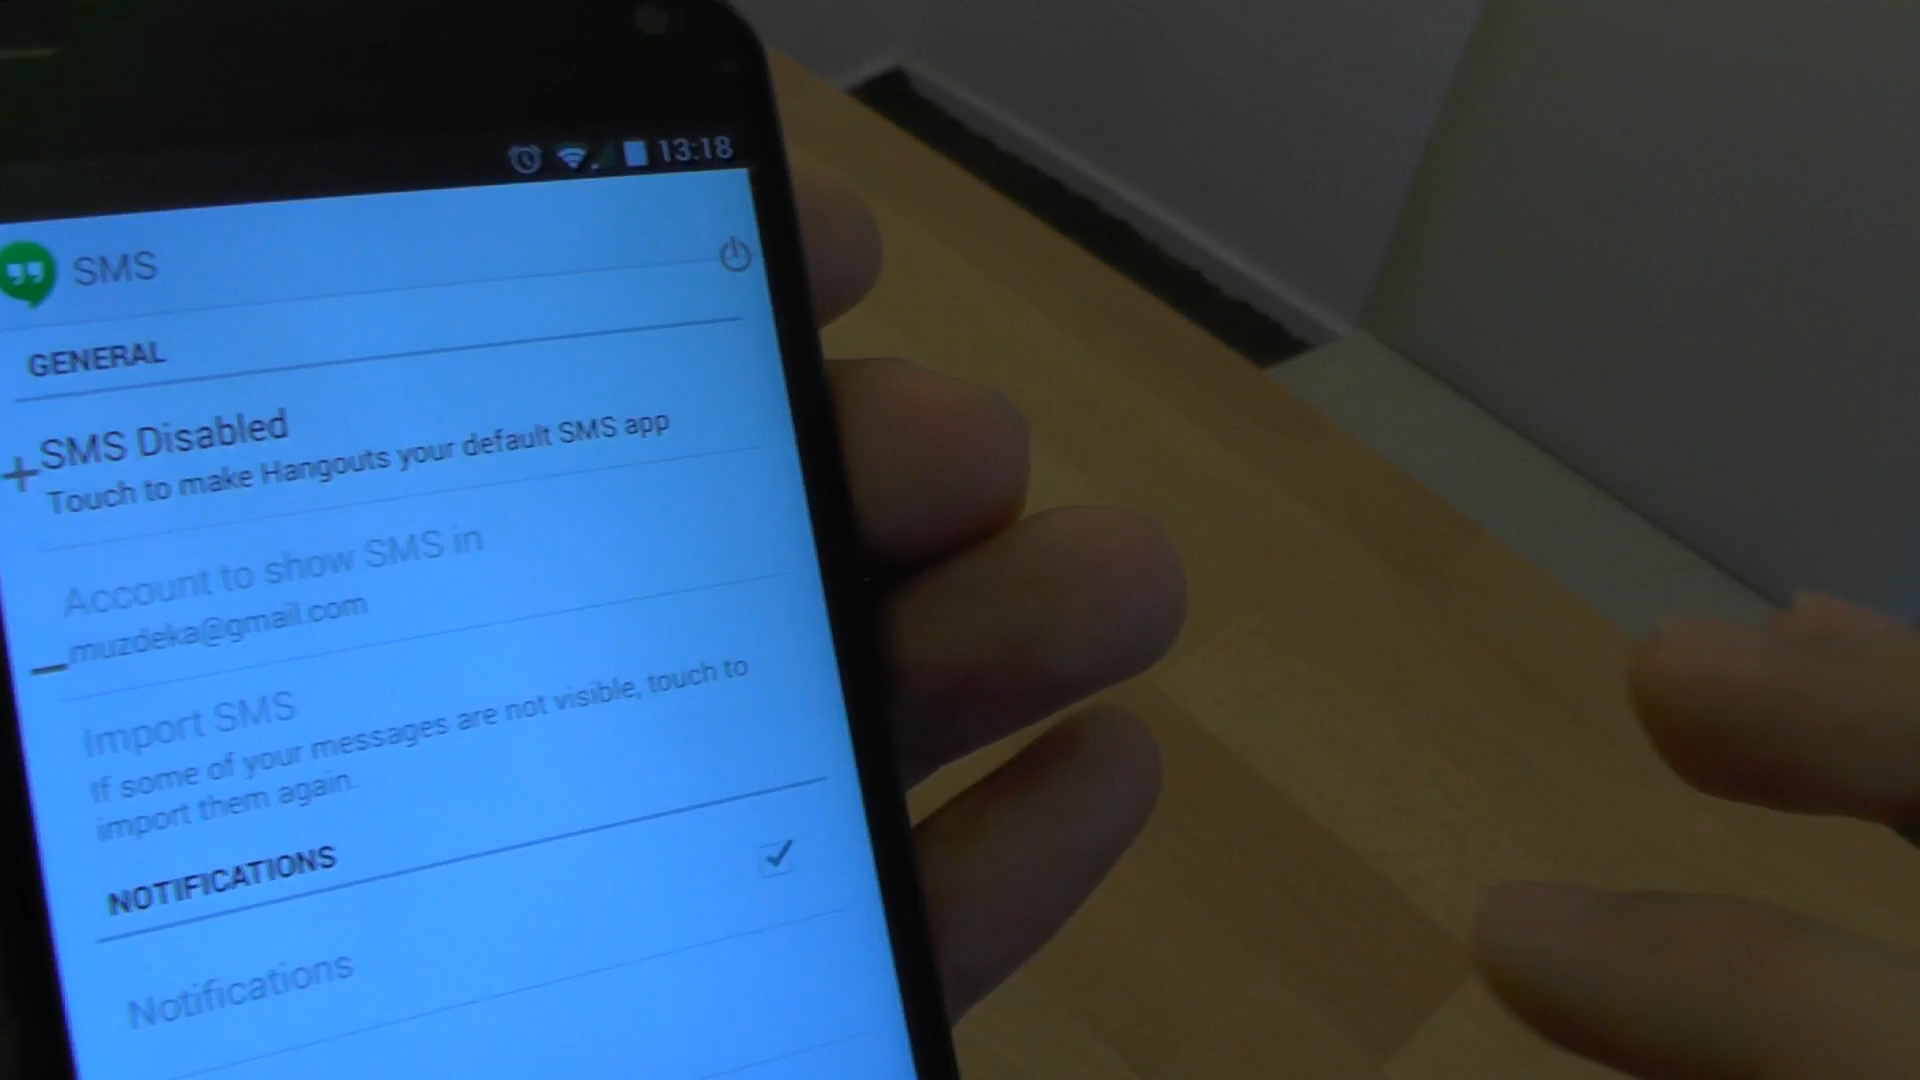 13:18
SMS
GENERAL
SMS Disabled
Touch to make Hangouts your default SMS app
Account to show SMS in
muzdeka@gmail.com
Import SMS
If some of your messages are not visible, touch to
import them again.
NOTIFICATIONS
Notifications